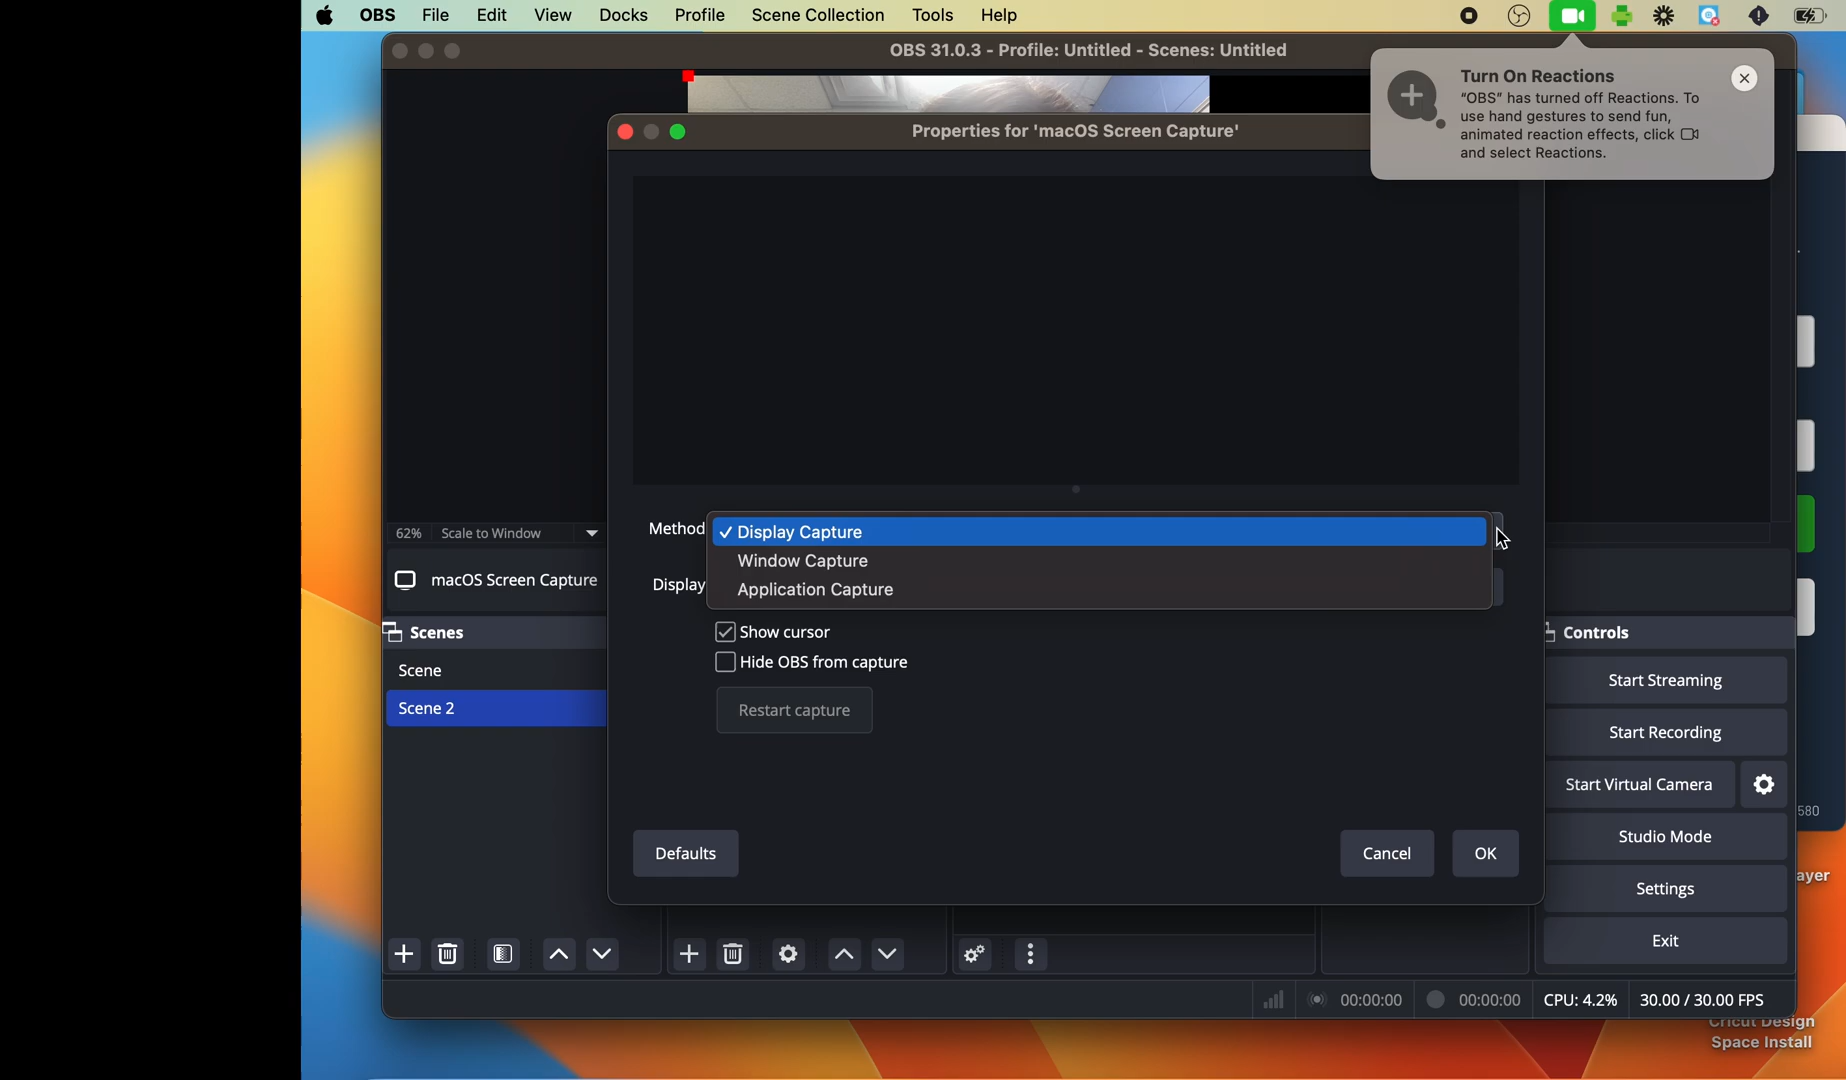 OBS File Edit View Docks Profile Scene Collection Tools Help
OBS 31.0.3 - Profile: Untitled - Scenes: Untitled
Turn On Reactions
“OBS” has turned off Reactions. To
use hand gestures to send fun,
animated reaction effects, click
and select Reactions.
Properties for 'macOS Screen Capture'
62% Scale to Window
Method
Display Capture
Window Capture
Application Capture
macOS Screen Capture
Display
Show cursor
Hide OBS from capture
Restart capture
Scenes
Scene
Scene 2
Controls
Start Streaming
Start Recording
Start Virtual Camera
Studio Mode
Settings
Exit
580
ayer
Defaults
Cancel
OK
00:00:00
00:00:00
CPU: 4.2%
30.00 / 30.00 FPS
Cricut Design
Space Install